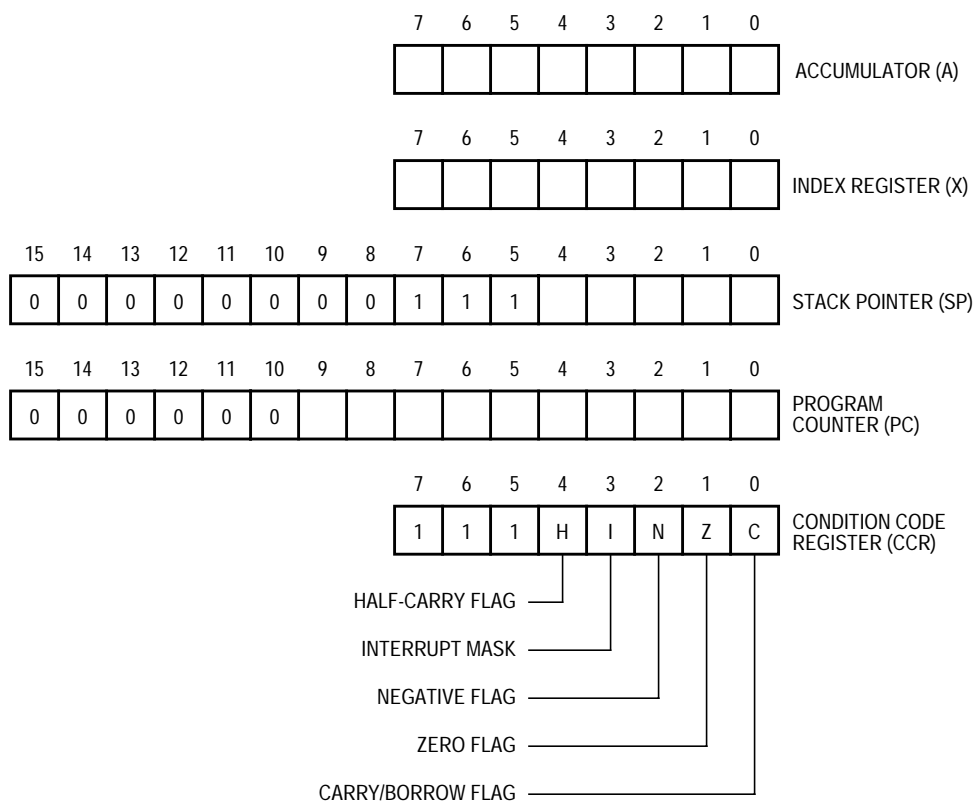 7 6 5 4 3 2 1 0
ACCUMULATOR (A)
7 6 5 4 3 2 1 0
INDEX REGISTER (X)
15 14 13 12 11 10 9 8 7 6 5 4 3 2 1 0
0 0 0 0 0 0 0 0 1 1 1 STACK POINTER (SP)
15 14 13 12 11 10 9 8 7 6 5 4 3 2 1 0
0 0 0 0 0 0 PROGRAM
COUNTER (PC)
7 6 5 4 3 2 1 0
1 1 1 H I N Z C CONDITION CODE
REGISTER (CCR)
HALF-CARRY FLAG
INTERRUPT MASK
NEGATIVE FLAG
ZERO FLAG
CARRY/BORROW FLAG